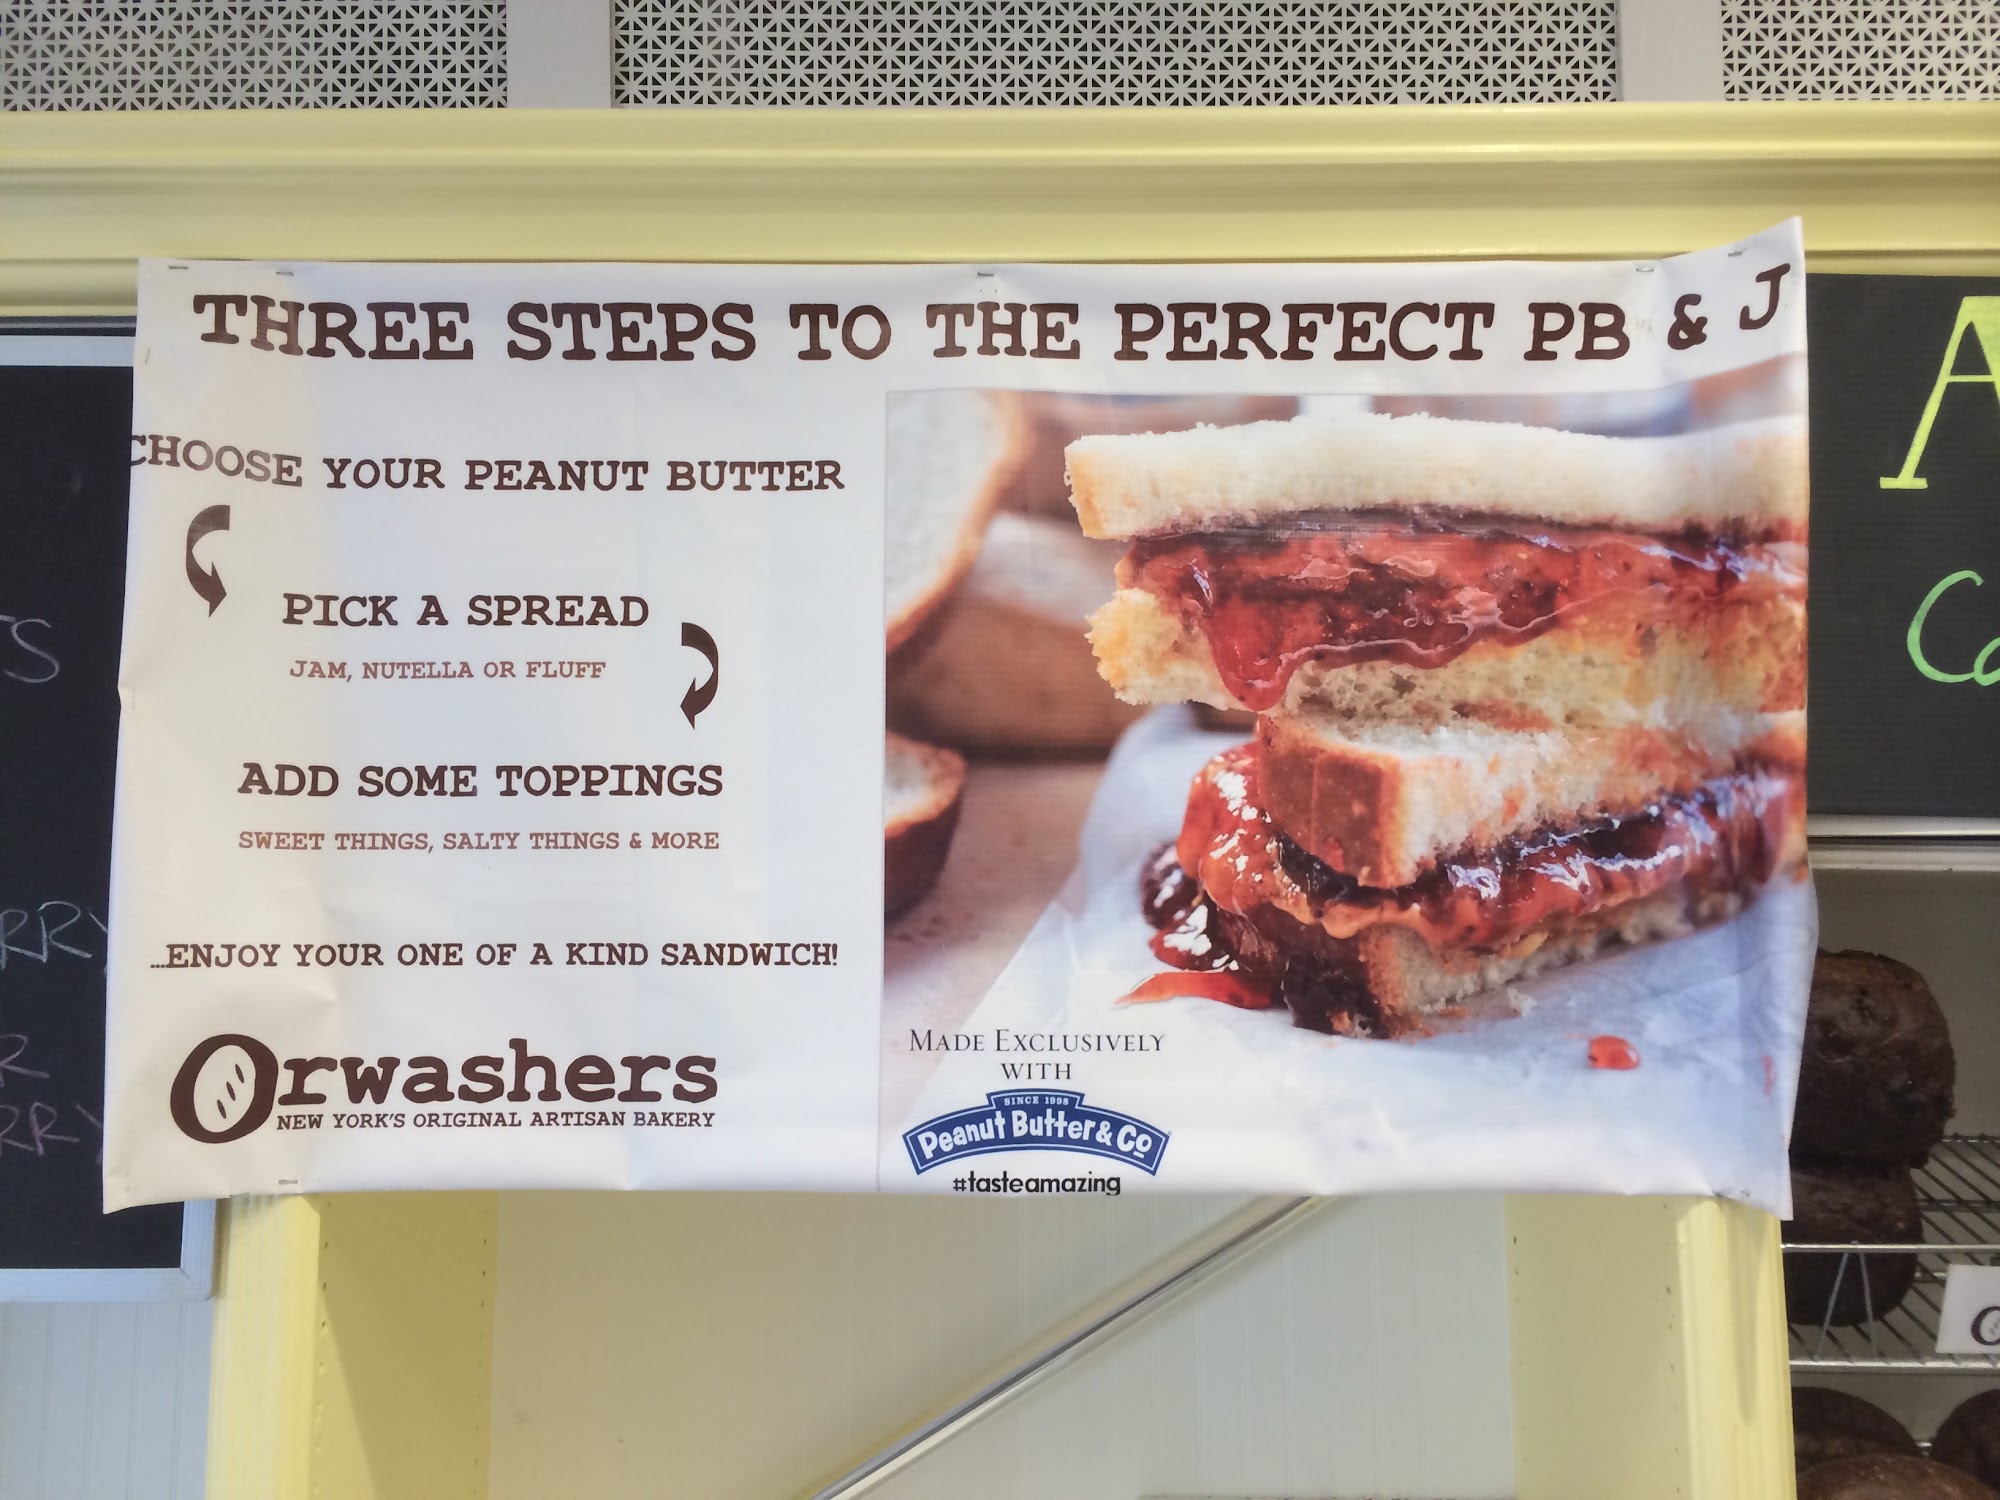 THREE STEPS TO THE PERFECT PB & J
CHOOSE YOUR PEANUT BUTTER
PICK A SPREAD
JAM, NUTELLA OR FLUFF
ADD SOME TOPPINGS
SWEET THINGS, SALTY THINGS & MORE
...ENJOY YOUR ONE OF A KIND SANDWICH!
Orwashers
NEW YORK'S ORIGINAL ARTISAN BAKERY
MADE EXCLUSIVELY
WITH
SINCE 1998
Peanut Butter & Co
#tasteamazing